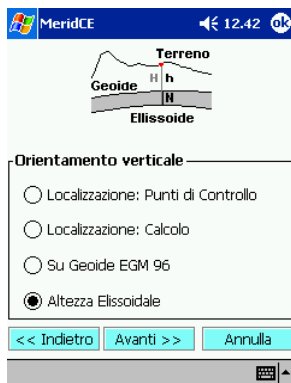 MeridCE 12.42 ok
Terreno
H h
Geoide
N
Ellissoide
Orientamento verticale
Localizzazione: Punti di Controllo
Localizzazione: Calcolo
Su Geoide EGM 96
Altezza Elissoidale
<< Indietro Avanti >> Annulla